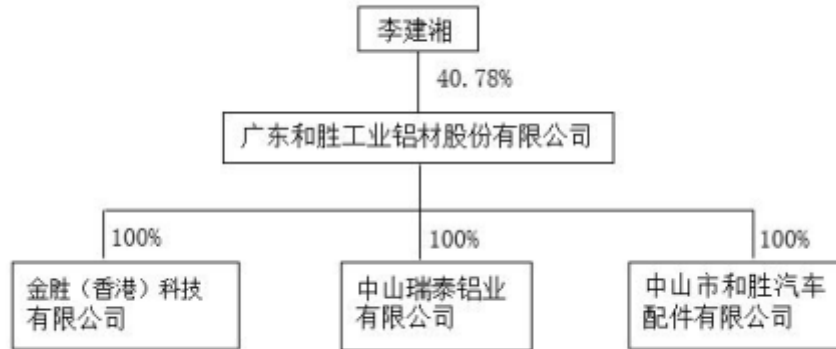 李建湘
40.78%
广东和胜工业铝材股份有限公司
100%
100%
100%
金胜（香港）科技
有限公司
中山瑞泰铝业
有限公司
中山市和胜汽车
配件有限公司